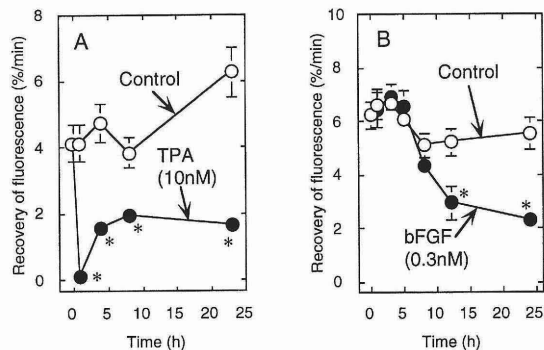 A
Recovery of fluorescence (%/min)
8
6
4
2
0
Control
TPA
(10nM)
*
*
*
*
0 5 10 15 20 25
Time (h)
B
Recovery of fluorescence (%/min)
10
8
6
4
2
0
Control
bFGF
(0.3nM)
*
*
0 5 10 15 20 25
Time (h)